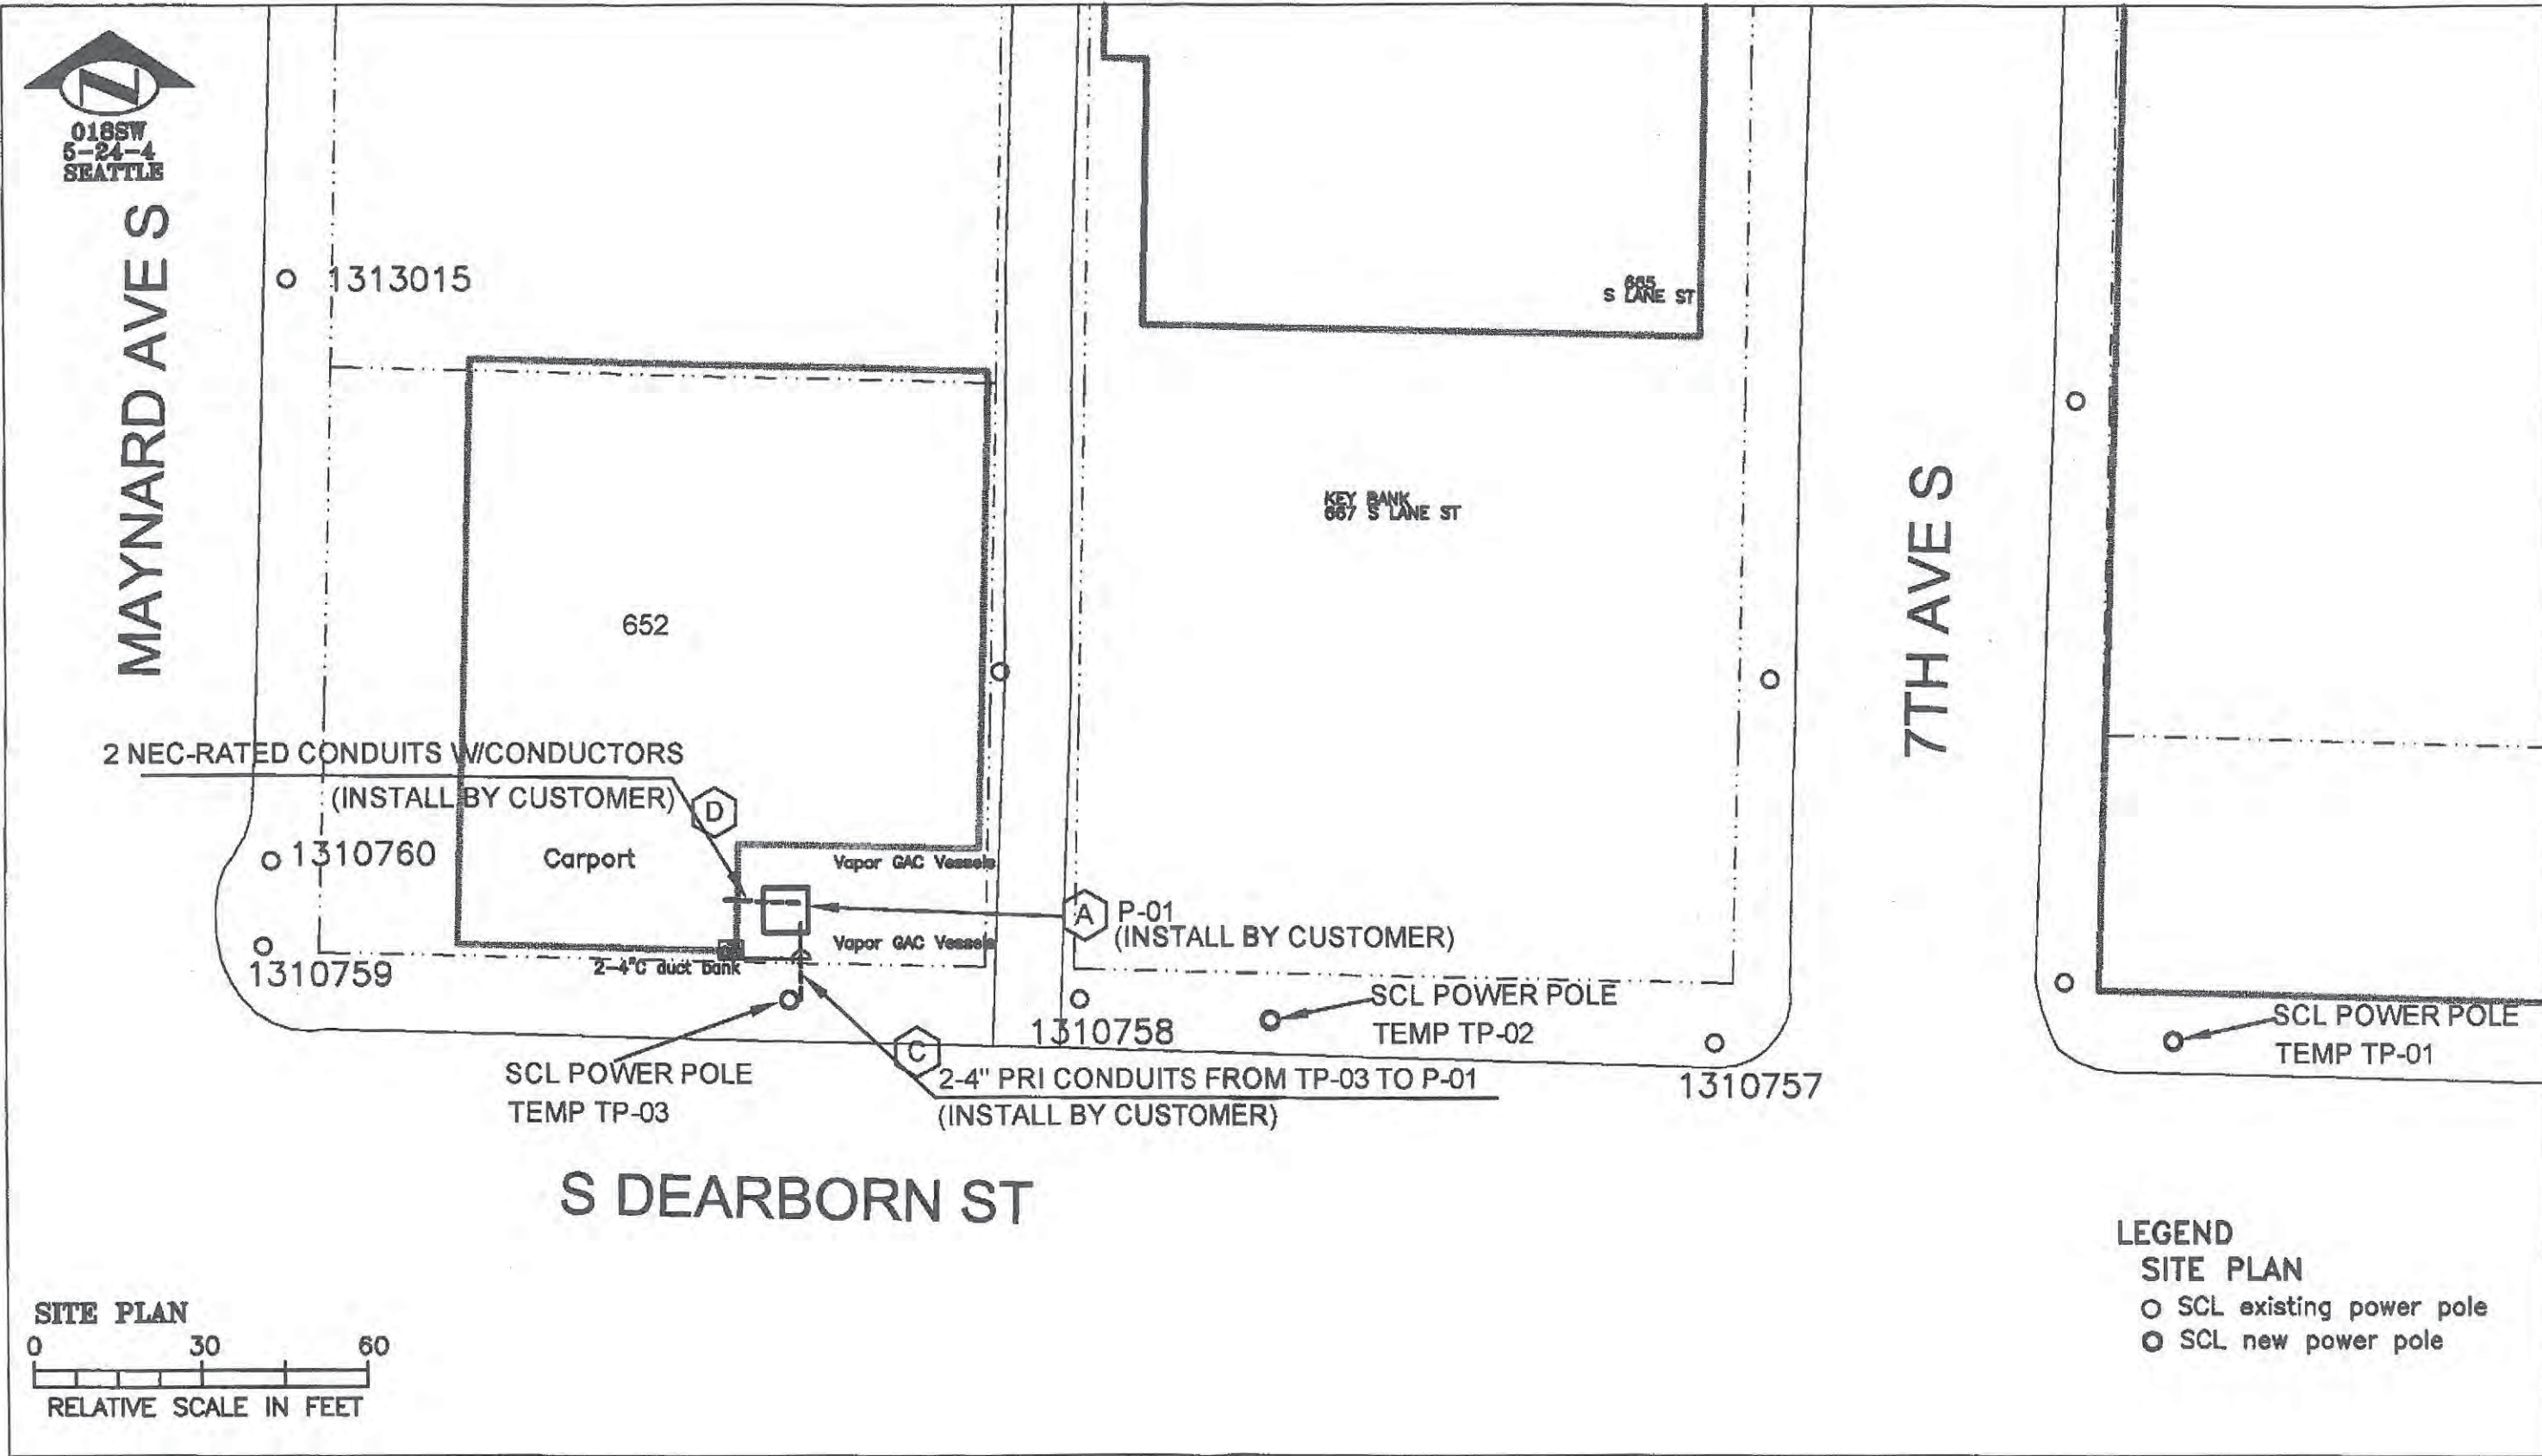 018SW
5-24-4
SEATTLE
MAYNARD AVE S
1313015
665
S LANE ST
KEY BANK
667 S LANE ST
652
7TH AVE S
2 NEC-RATED CONDUITS W/CONDUCTORS
(INSTALL BY CUSTOMER)
D
1310760
Carport
Vapor GAC Vessels
A
P-01
(INSTALL BY CUSTOMER)
Vapor GAC Vessels
1310759
2-4"C duct bank
SCL POWER POLE
TEMP TP-02
1310758
SCL POWER POLE
TEMP TP-01
C
SCL POWER POLE
TEMP TP-03
2-4" PRI CONDUITS FROM TP-03 TO P-01
(INSTALL BY CUSTOMER)
1310757
S DEARBORN ST
LEGEND
SITE PLAN
SCL existing power pole
SCL new power pole
SITE PLAN
0 30 60
RELATIVE SCALE IN FEET